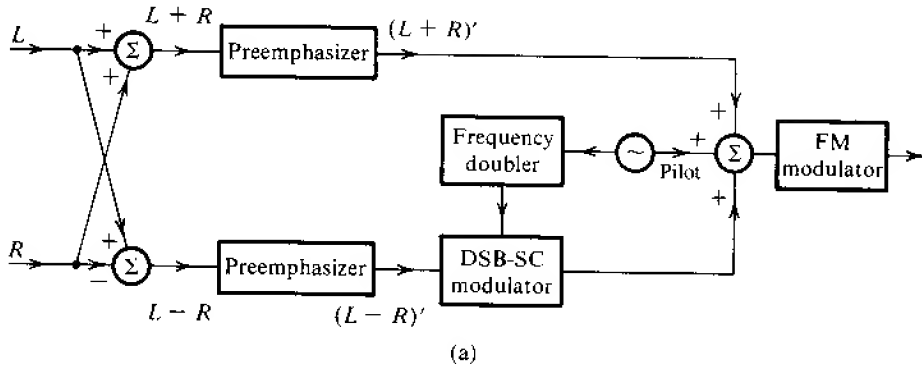 L
+
Σ
+
L + R
Preemphasizer
(L + R)′
+
Frequency
doubler
~
+
Pilot
Σ
+
FM
modulator
R
+
−
Σ
L − R
Preemphasizer
(L − R)′
DSB-SC
modulator
(a)